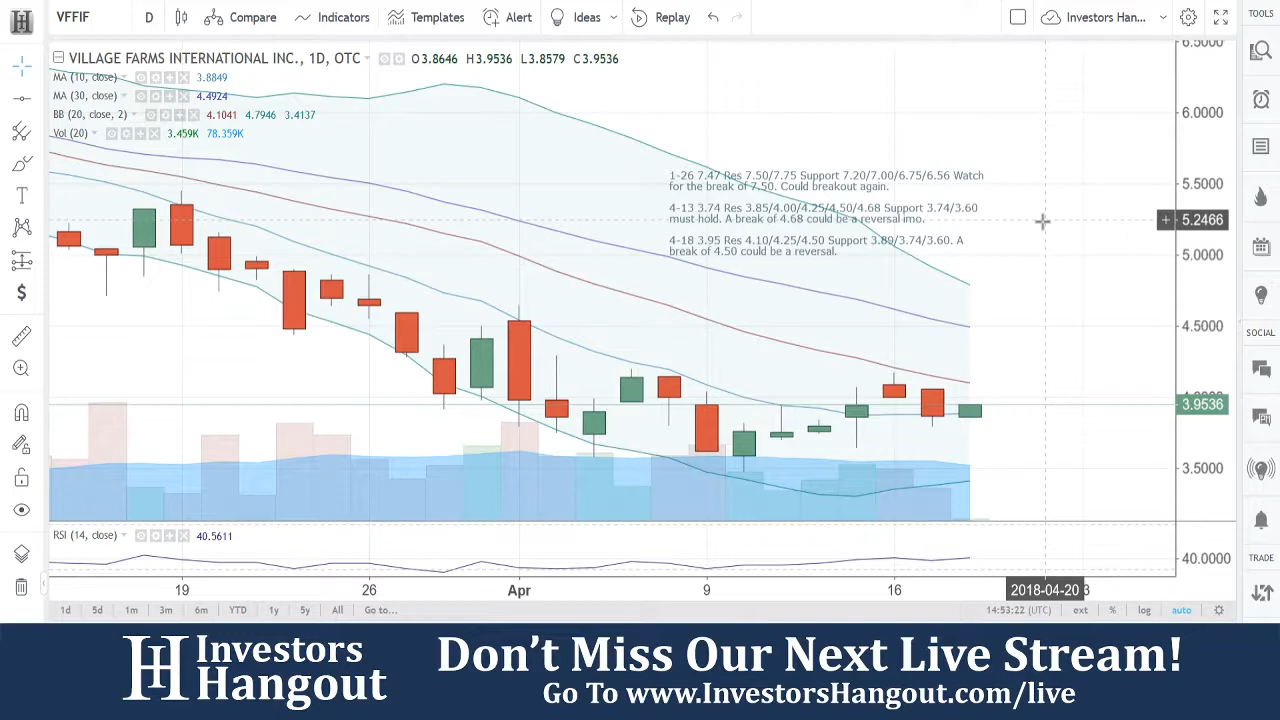 VFFIF
D
Compare
Indicators
Templates
Alert
Ideas
Replay
Investors Han...
TOOLS
VILLAGE FARMS INTERNATIONAL INC., 1D, OTC
O3.8646 H3.9536 L3.8579 C3.9536
MA (10, close) 3.8849
MA (30, close) 4.4924
BB (20, close, 2) 4.1041 4.7946 3.4137
Vol (20) 3.459K 78.359K
6.5000
6.0000
5.5000
5.2466
5.0000
4.5000
3.9536
3.5000
1-26 7.47 Res 7.50/7.75 Support 7.20/7.00/6.75/6.56 Watch
for the break of 7.50. Could breakout again.
4-13 3.74 Res 3.85/4.00/4.25/4.50/4.68 Support 3.74/3.60
must hold. A break of 4.68 could be a reversal imo.
4-18 3.95 Res 4.10/4.25/4.50 Support 3.89/3.74/3.60. A
break of 4.50 could be a reversal.
SOCIAL
TRADE
RSI (14, close) 40.5611
40.0000
19
26
Apr
9
16
2018-04-20
3
1d 5d 1m 3m 6m YTD 1y 5y All Go to...
14:53:22 (UTC) ext % log auto
Investors
Hangout
Don't Miss Our Next Live Stream!
Go To www.InvestorsHangout.com/live